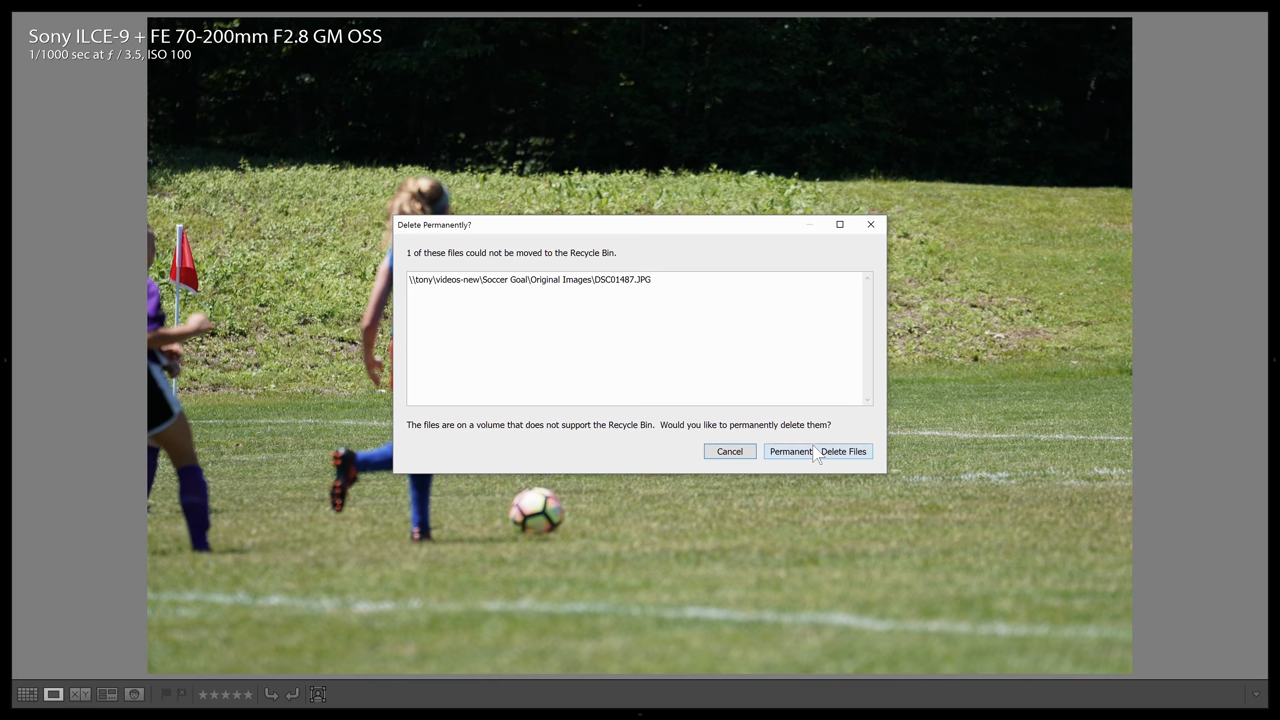 Sony ILCE-9 + FE 70-200mm F2.8 GM OSS
1/1000 sec at ƒ / 3.5, ISO 100
Delete Permanently?
1 of these files could not be moved to the Recycle Bin.
\\tony\videos-new\Soccer Goal\Original Images\DSC01487.JPG
The files are on a volume that does not support the Recycle Bin.  Would you like to permanently delete them?
Cancel
Permanent Delete Files
X Y